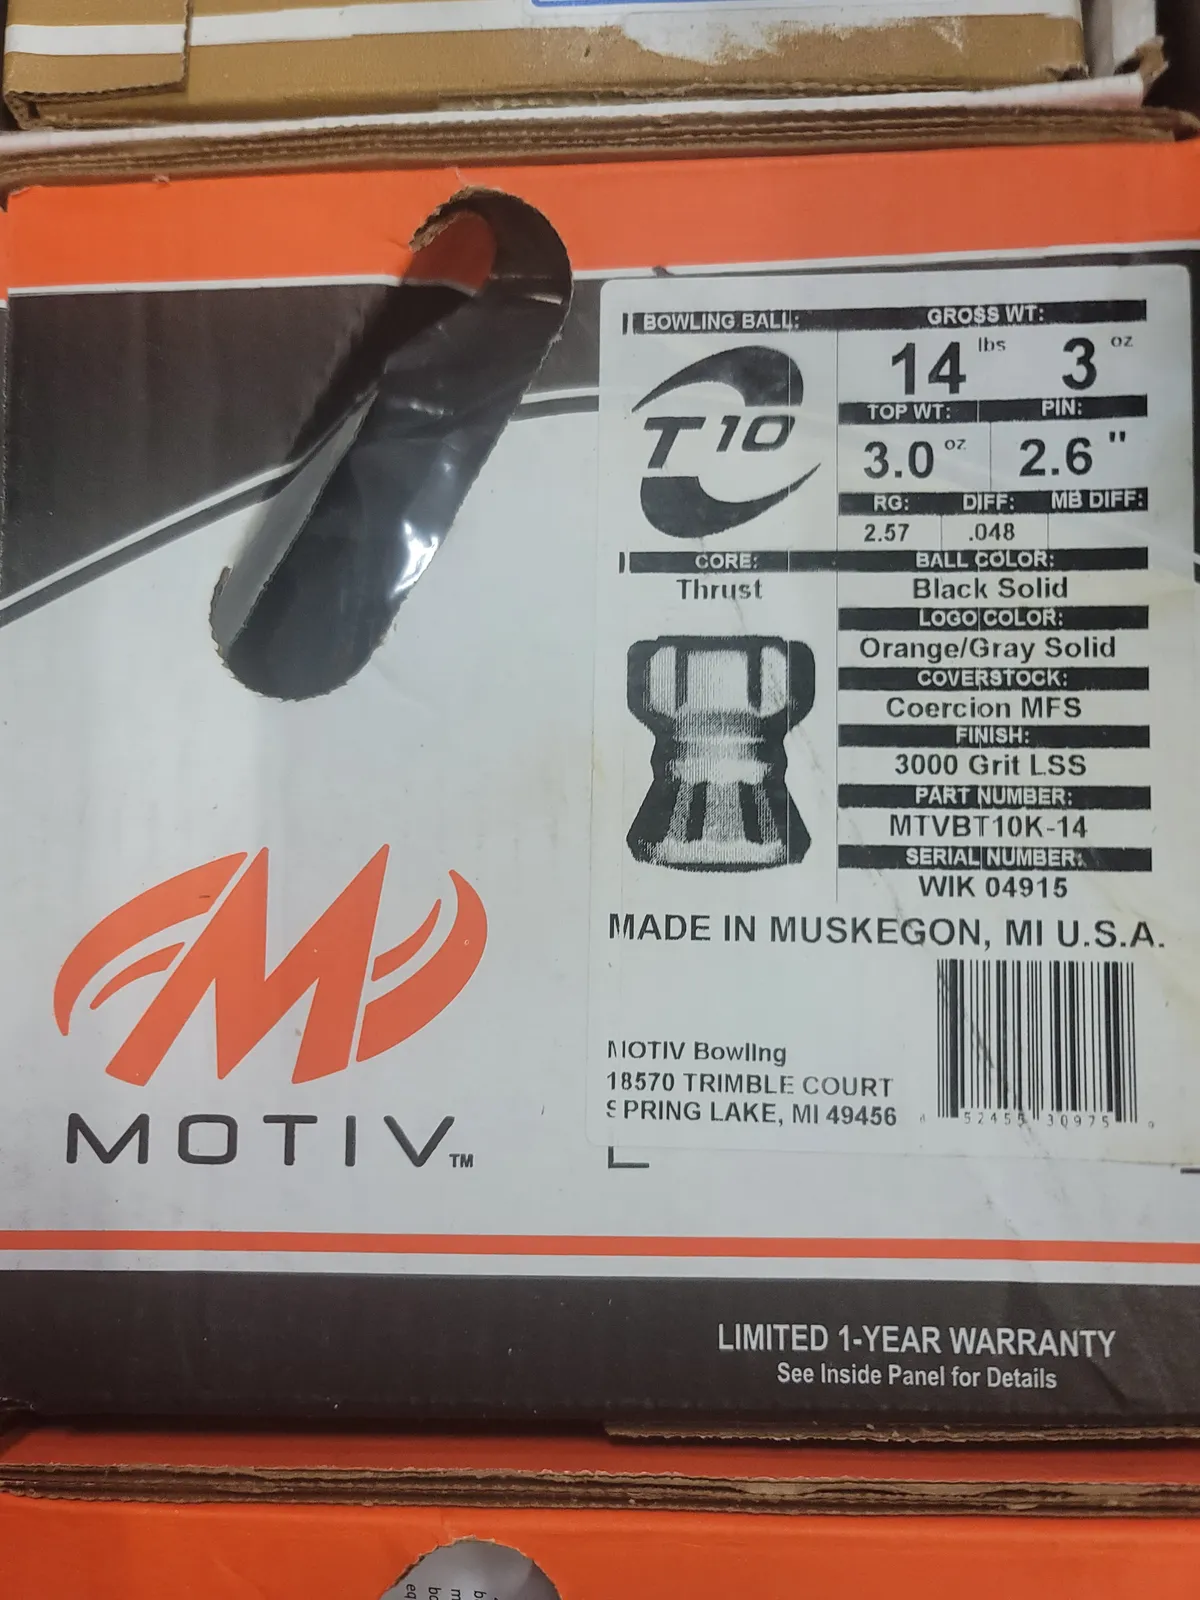 BOWLING BALL:
GROSS WT:
T10
14 lbs 3 oz
TOP WT: PIN:
3.0 oz 2.6 "
RG: DIFF: MB DIFF:
2.57 .048
CORE:
Thrust
BALL COLOR:
Black Solid
LOGO COLOR:
Orange/Gray Solid
COVERSTOCK:
Coercion MFS
FINISH:
3000 Grit LSS
PART NUMBER:
MTVBT10K-14
SERIAL NUMBER:
WIK 04915
MADE IN MUSKEGON, MI U.S.A.
MOTIV Bowling
18570 TRIMBLE COURT
SPRING LAKE, MI 49456
52455 30975 9
MOTIV™
LIMITED 1-YEAR WARRANTY
See Inside Panel for Details